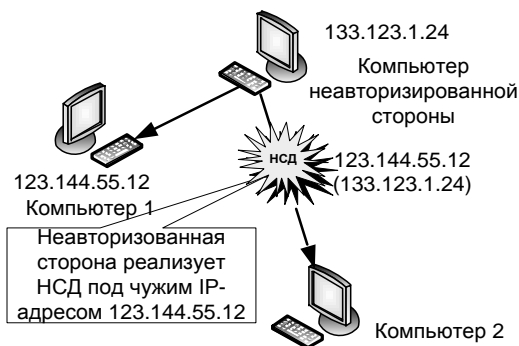 133.123.1.24
Компьютер
неавторизированной
стороны
НСД
123.144.55.12
(133.123.1.24)
123.144.55.12
Компьютер 1
Неавторизованная
сторона реализует
НСД под чужим IP-
адресом 123.144.55.12
Компьютер 2